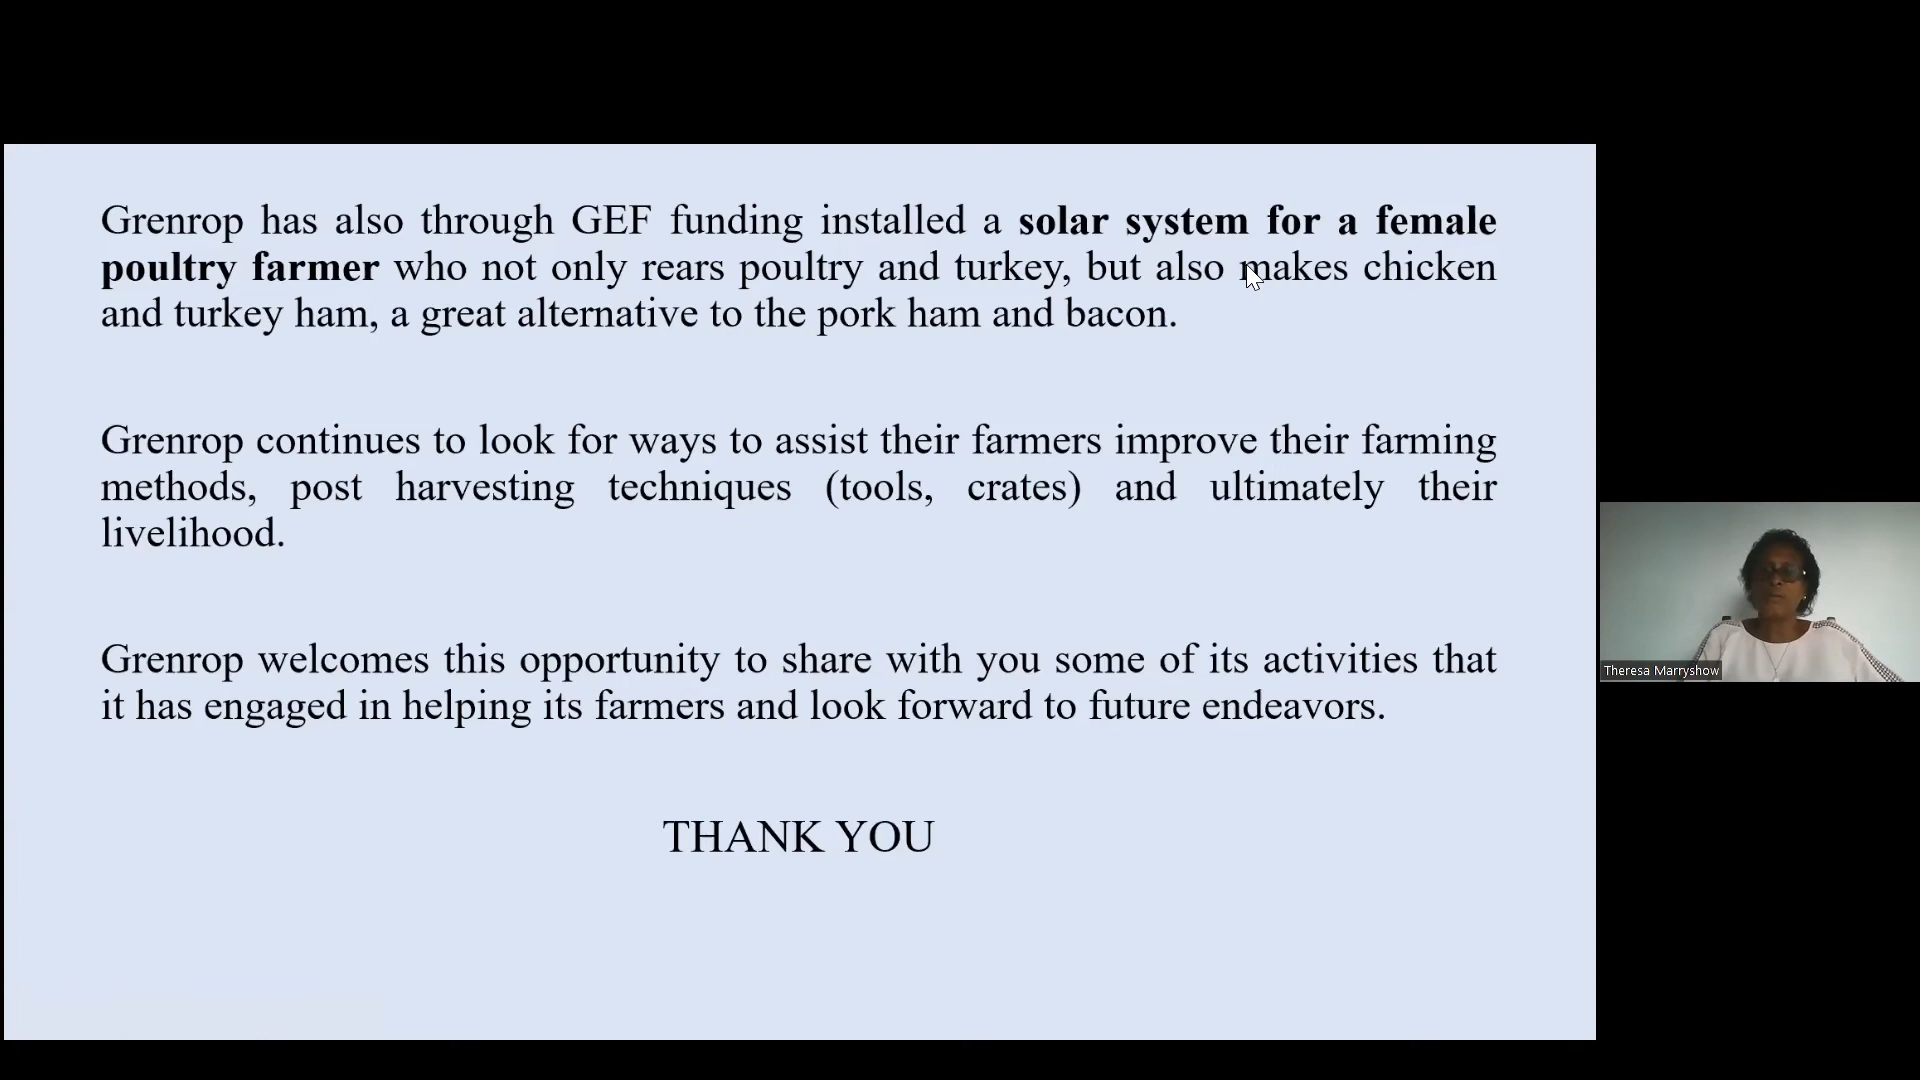 Grenrop has also through GEF funding installed a solar system for a female
poultry farmer who not only rears poultry and turkey, but also makes chicken
and turkey ham, a great alternative to the pork ham and bacon.
Grenrop continues to look for ways to assist their farmers improve their farming
methods, post harvesting techniques (tools, crates) and ultimately their
livelihood.
Grenrop welcomes this opportunity to share with you some of its activities that
it has engaged in helping its farmers and look forward to future endeavors.
THANK YOU
Theresa Marryshow